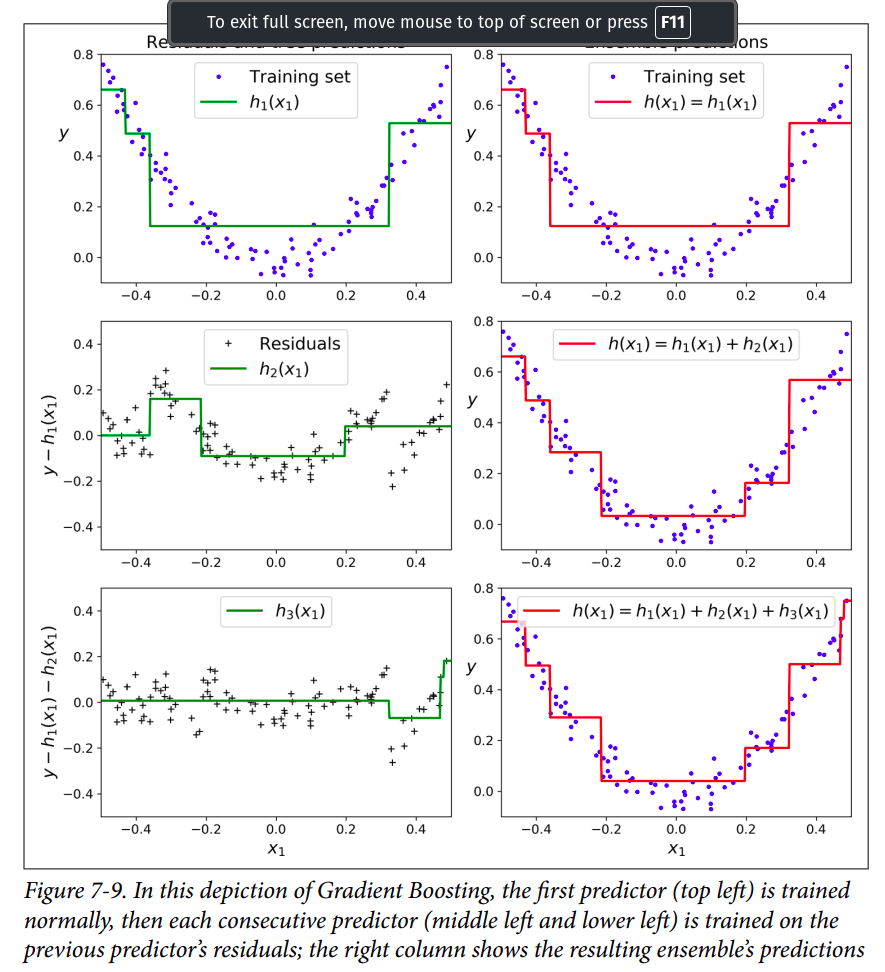 To exit full screen, move mouse to top of screen or press F11
Residuals and tree predictions
Ensemble predictions
0.8
0.6
0.4
0.2
0.0
y
Training set
h₁(x₁)
−0.4 −0.2 0.0 0.2 0.4
0.8
0.6
0.4
0.2
0.0
y
Training set
h(x₁) = h₁(x₁)
−0.4 −0.2 0.0 0.2 0.4
0.4
0.2
0.0
−0.2
−0.4
y − h₁(x₁)
Residuals
h₂(x₁)
−0.4 −0.2 0.0 0.2 0.4
0.8
0.6
0.4
0.2
0.0
y
h(x₁) = h₁(x₁) + h₂(x₁)
−0.4 −0.2 0.0 0.2 0.4
0.4
0.2
0.0
−0.2
−0.4
y − h₁(x₁) − h₂(x₁)
h₃(x₁)
−0.4 −0.2 0.0 0.2 0.4
x₁
0.8
0.6
0.4
0.2
0.0
y
h(x₁) = h₁(x₁) + h₂(x₁) + h₃(x₁)
−0.4 −0.2 0.0 0.2 0.4
x₁
Figure 7-9. In this depiction of Gradient Boosting, the first predictor (top left) is trained
normally, then each consecutive predictor (middle left and lower left) is trained on the
previous predictor’s residuals; the right column shows the resulting ensemble’s predictions